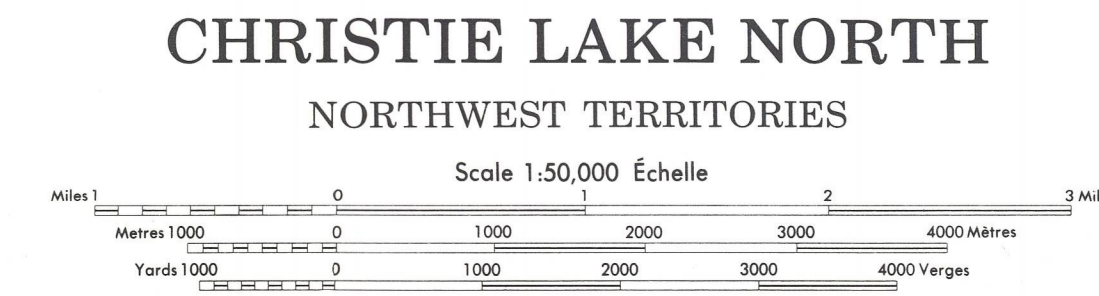 CHRISTIE LAKE NORTH
NORTHWEST TERRITORIES
Scale 1:50,000 Échelle
Miles 1 0 1 2 3 Mil
Metres 1000 0 1000 2000 3000 4000 Mètres
Yards 1000 0 1000 2000 3000 4000 Verges